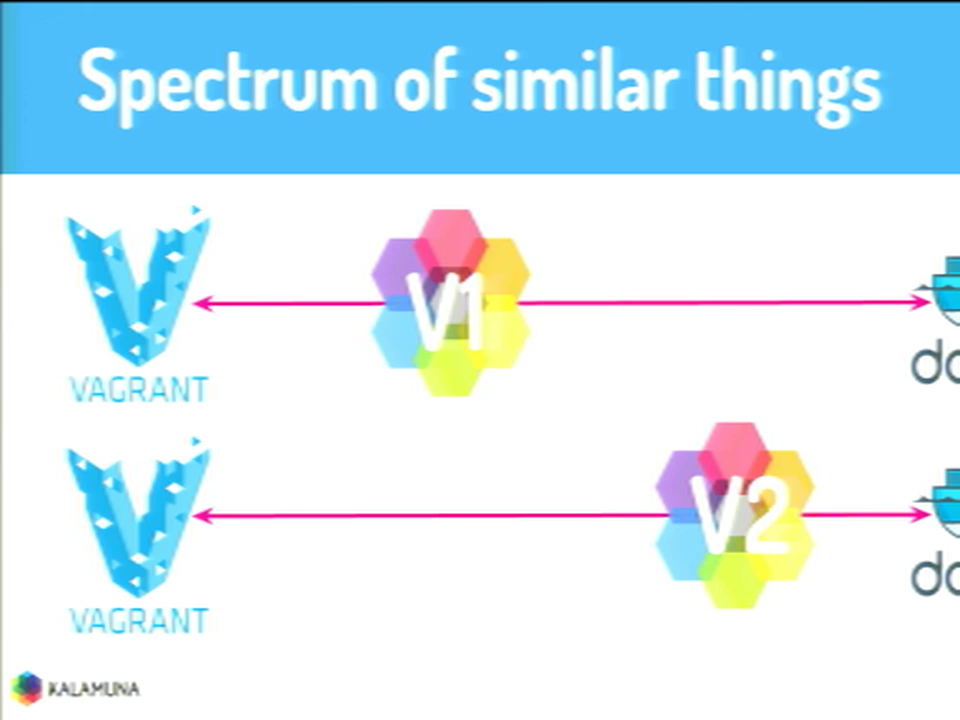 Spectrum of similar things
V1
VAGRANT
V2
VAGRANT
KALAMUNA